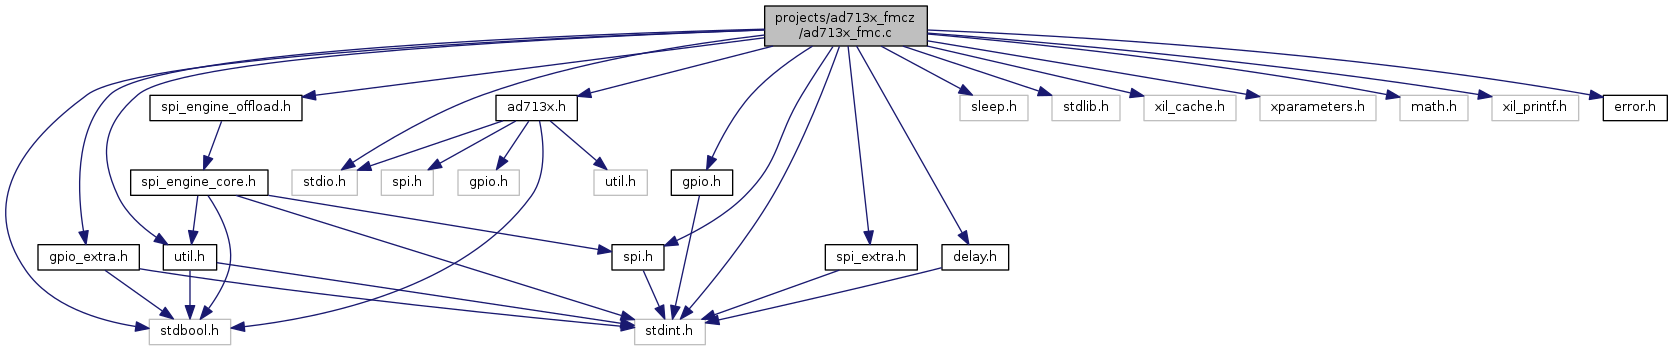 projects/ad713x_fmcz
/ad713x_fmc.c
spi_engine_offload.h
ad713x.h
sleep.h
stdlib.h
xil_cache.h
xparameters.h
math.h
xil_printf.h
error.h
spi_engine_core.h
stdio.h
spi.h
gpio.h
util.h
gpio.h
gpio_extra.h
util.h
spi.h
spi_extra.h
delay.h
stdbool.h
stdint.h